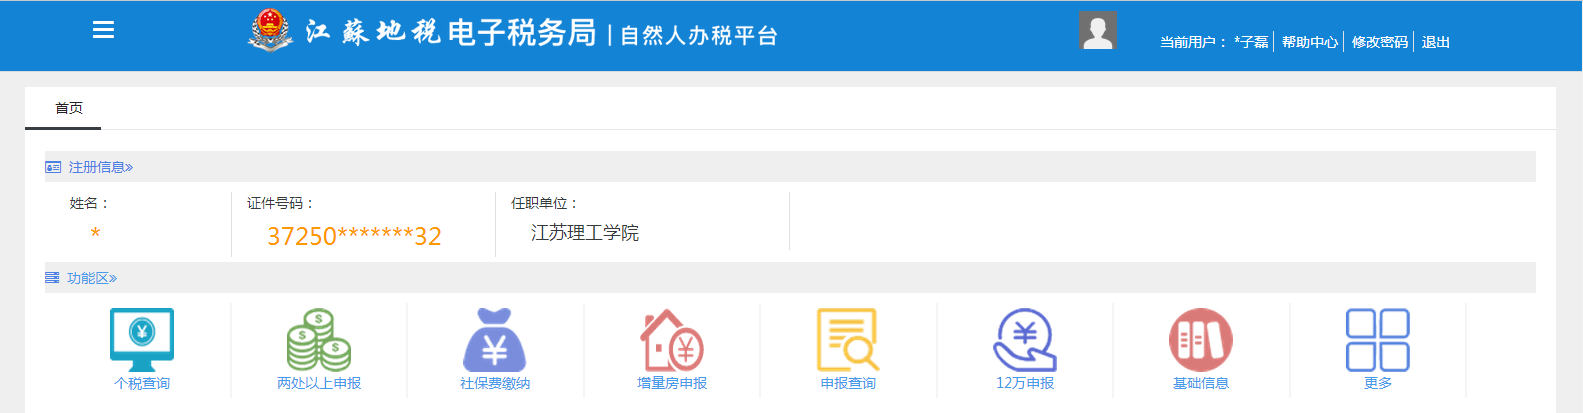 江蘇地税 电子税务局 | 自然人办税平台
当前用户： *子磊 | 帮助中心 | 修改密码 | 退出
首页
注册信息»
姓名： 证件号码： 任职单位：
* 37250*******32 江苏理工学院
功能区»
个税查询 两处以上申报 社保费缴纳 增量房申报 申报查询 12万申报 基础信息 更多